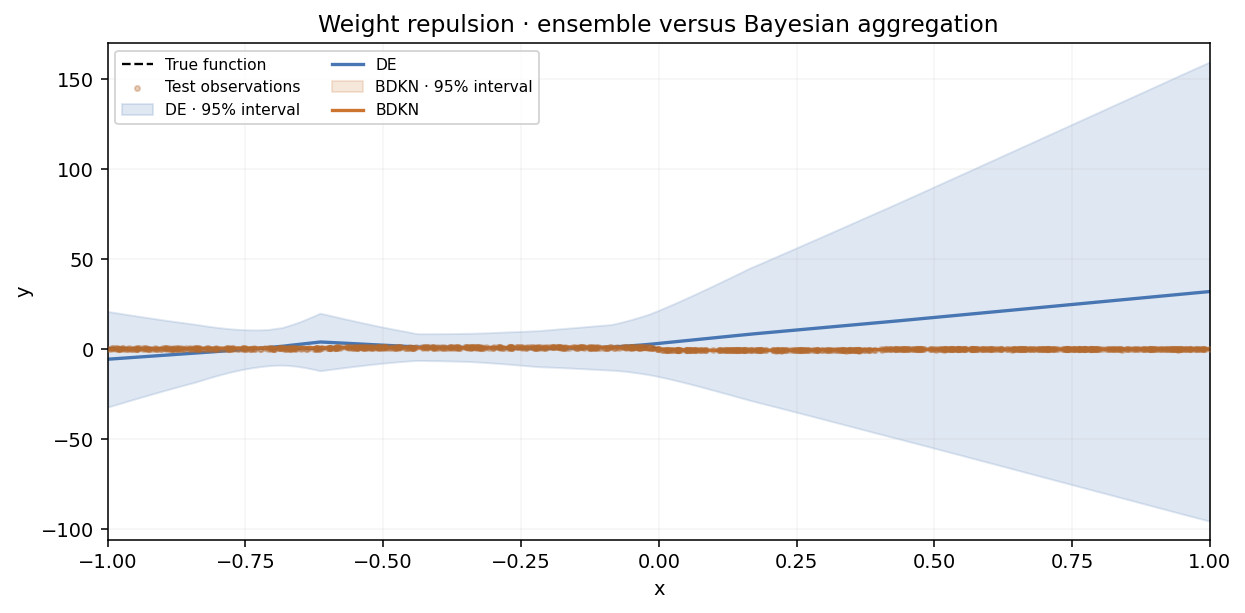 Weight repulsion · ensemble versus Bayesian aggregation
True function
Test observations
DE · 95% interval
DE
BDKN · 95% interval
BDKN
150
100
50
0
−50
−100
y
−1.00 −0.75 −0.50 −0.25 0.00 0.25 0.50 0.75 1.00
x